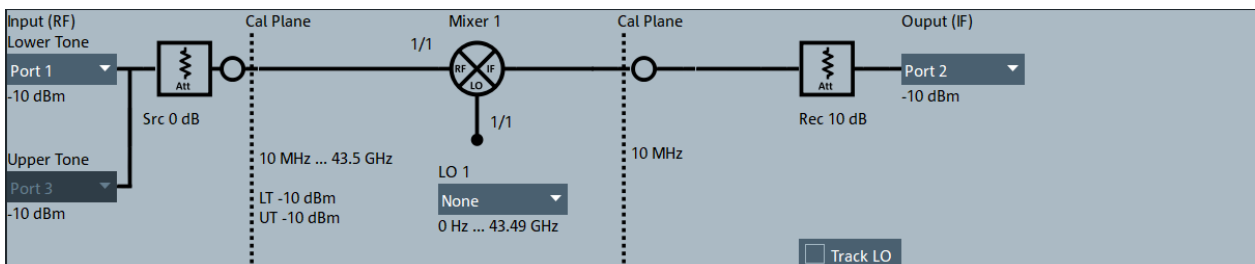 Input (RF)
Lower Tone
Port 1
-10 dBm
Att
Src 0 dB
Upper Tone
Port 3
-10 dBm
Cal Plane
10 MHz ... 43.5 GHz
LT -10 dBm
UT -10 dBm
Mixer 1
1/1
RF
IF
LO
1/1
LO 1
None
0 Hz ... 43.49 GHz
Cal Plane
10 MHz
Att
Rec 10 dB
Ouput (IF)
Port 2
-10 dBm
Track LO